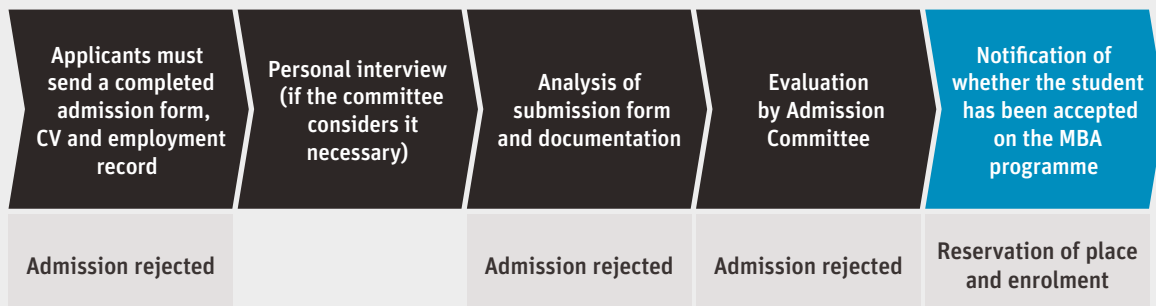 Applicants must
send a completed
admission form,
CV and employment
record
Personal interview
(if the committee
considers it
necessary)
Analysis of
submission form
and documentation
Evaluation
by Admission
Committee
Notification of
whether the student
has been accepted
on the MBA
programme
Admission rejected
Admission rejected
Admission rejected
Reservation of place
and enrolment